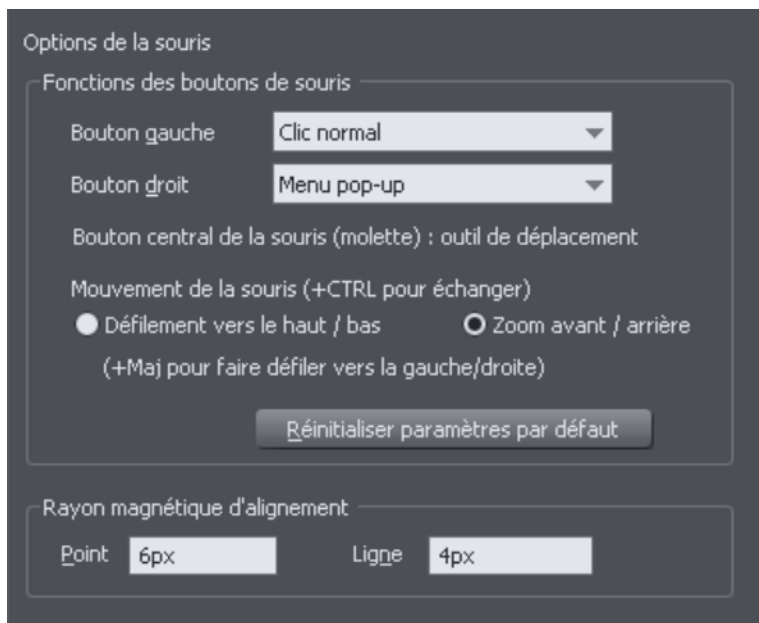 Options de la souris
Fonctions des boutons de souris
Bouton gauche Clic normal
Bouton droit Menu pop-up
Bouton central de la souris (molette) : outil de déplacement
Mouvement de la souris (+CTRL pour échanger)
Défilement vers le haut / bas Zoom avant / arrière
(+Maj pour faire défiler vers la gauche/droite)
Réinitialiser paramètres par défaut
Rayon magnétique d'alignement
Point 6px Ligne 4px